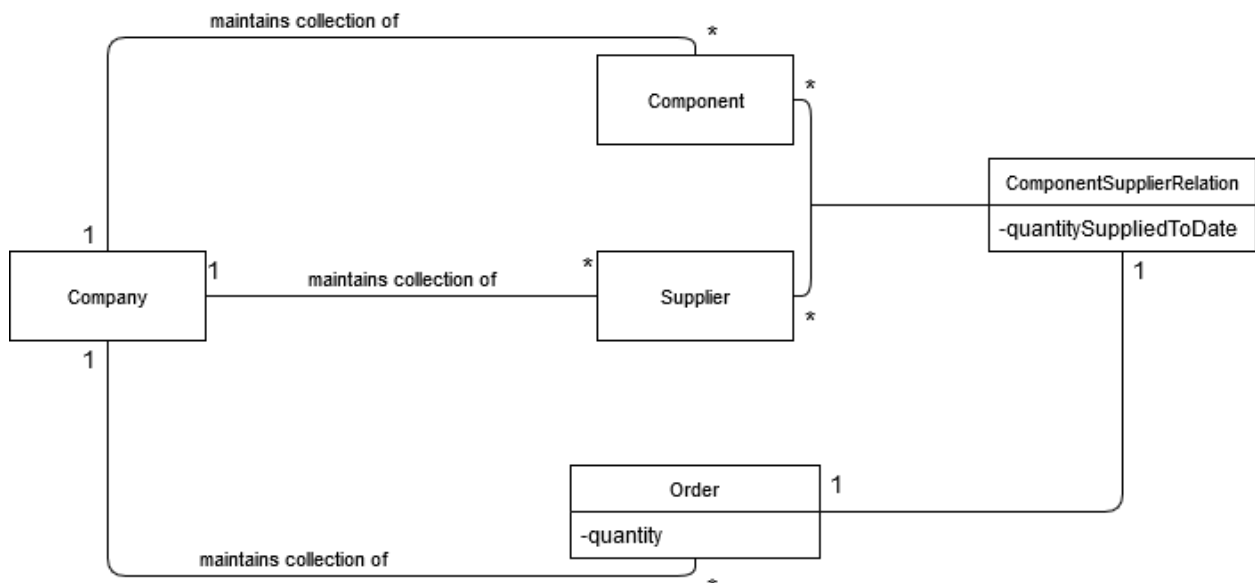 maintains collection of
*
Component
*
ComponentSupplierRelation
-quantitySuppliedToDate
1
1
1
maintains collection of
*
Company
Supplier
*
1
1
Order
1
-quantity
maintains collection of
*